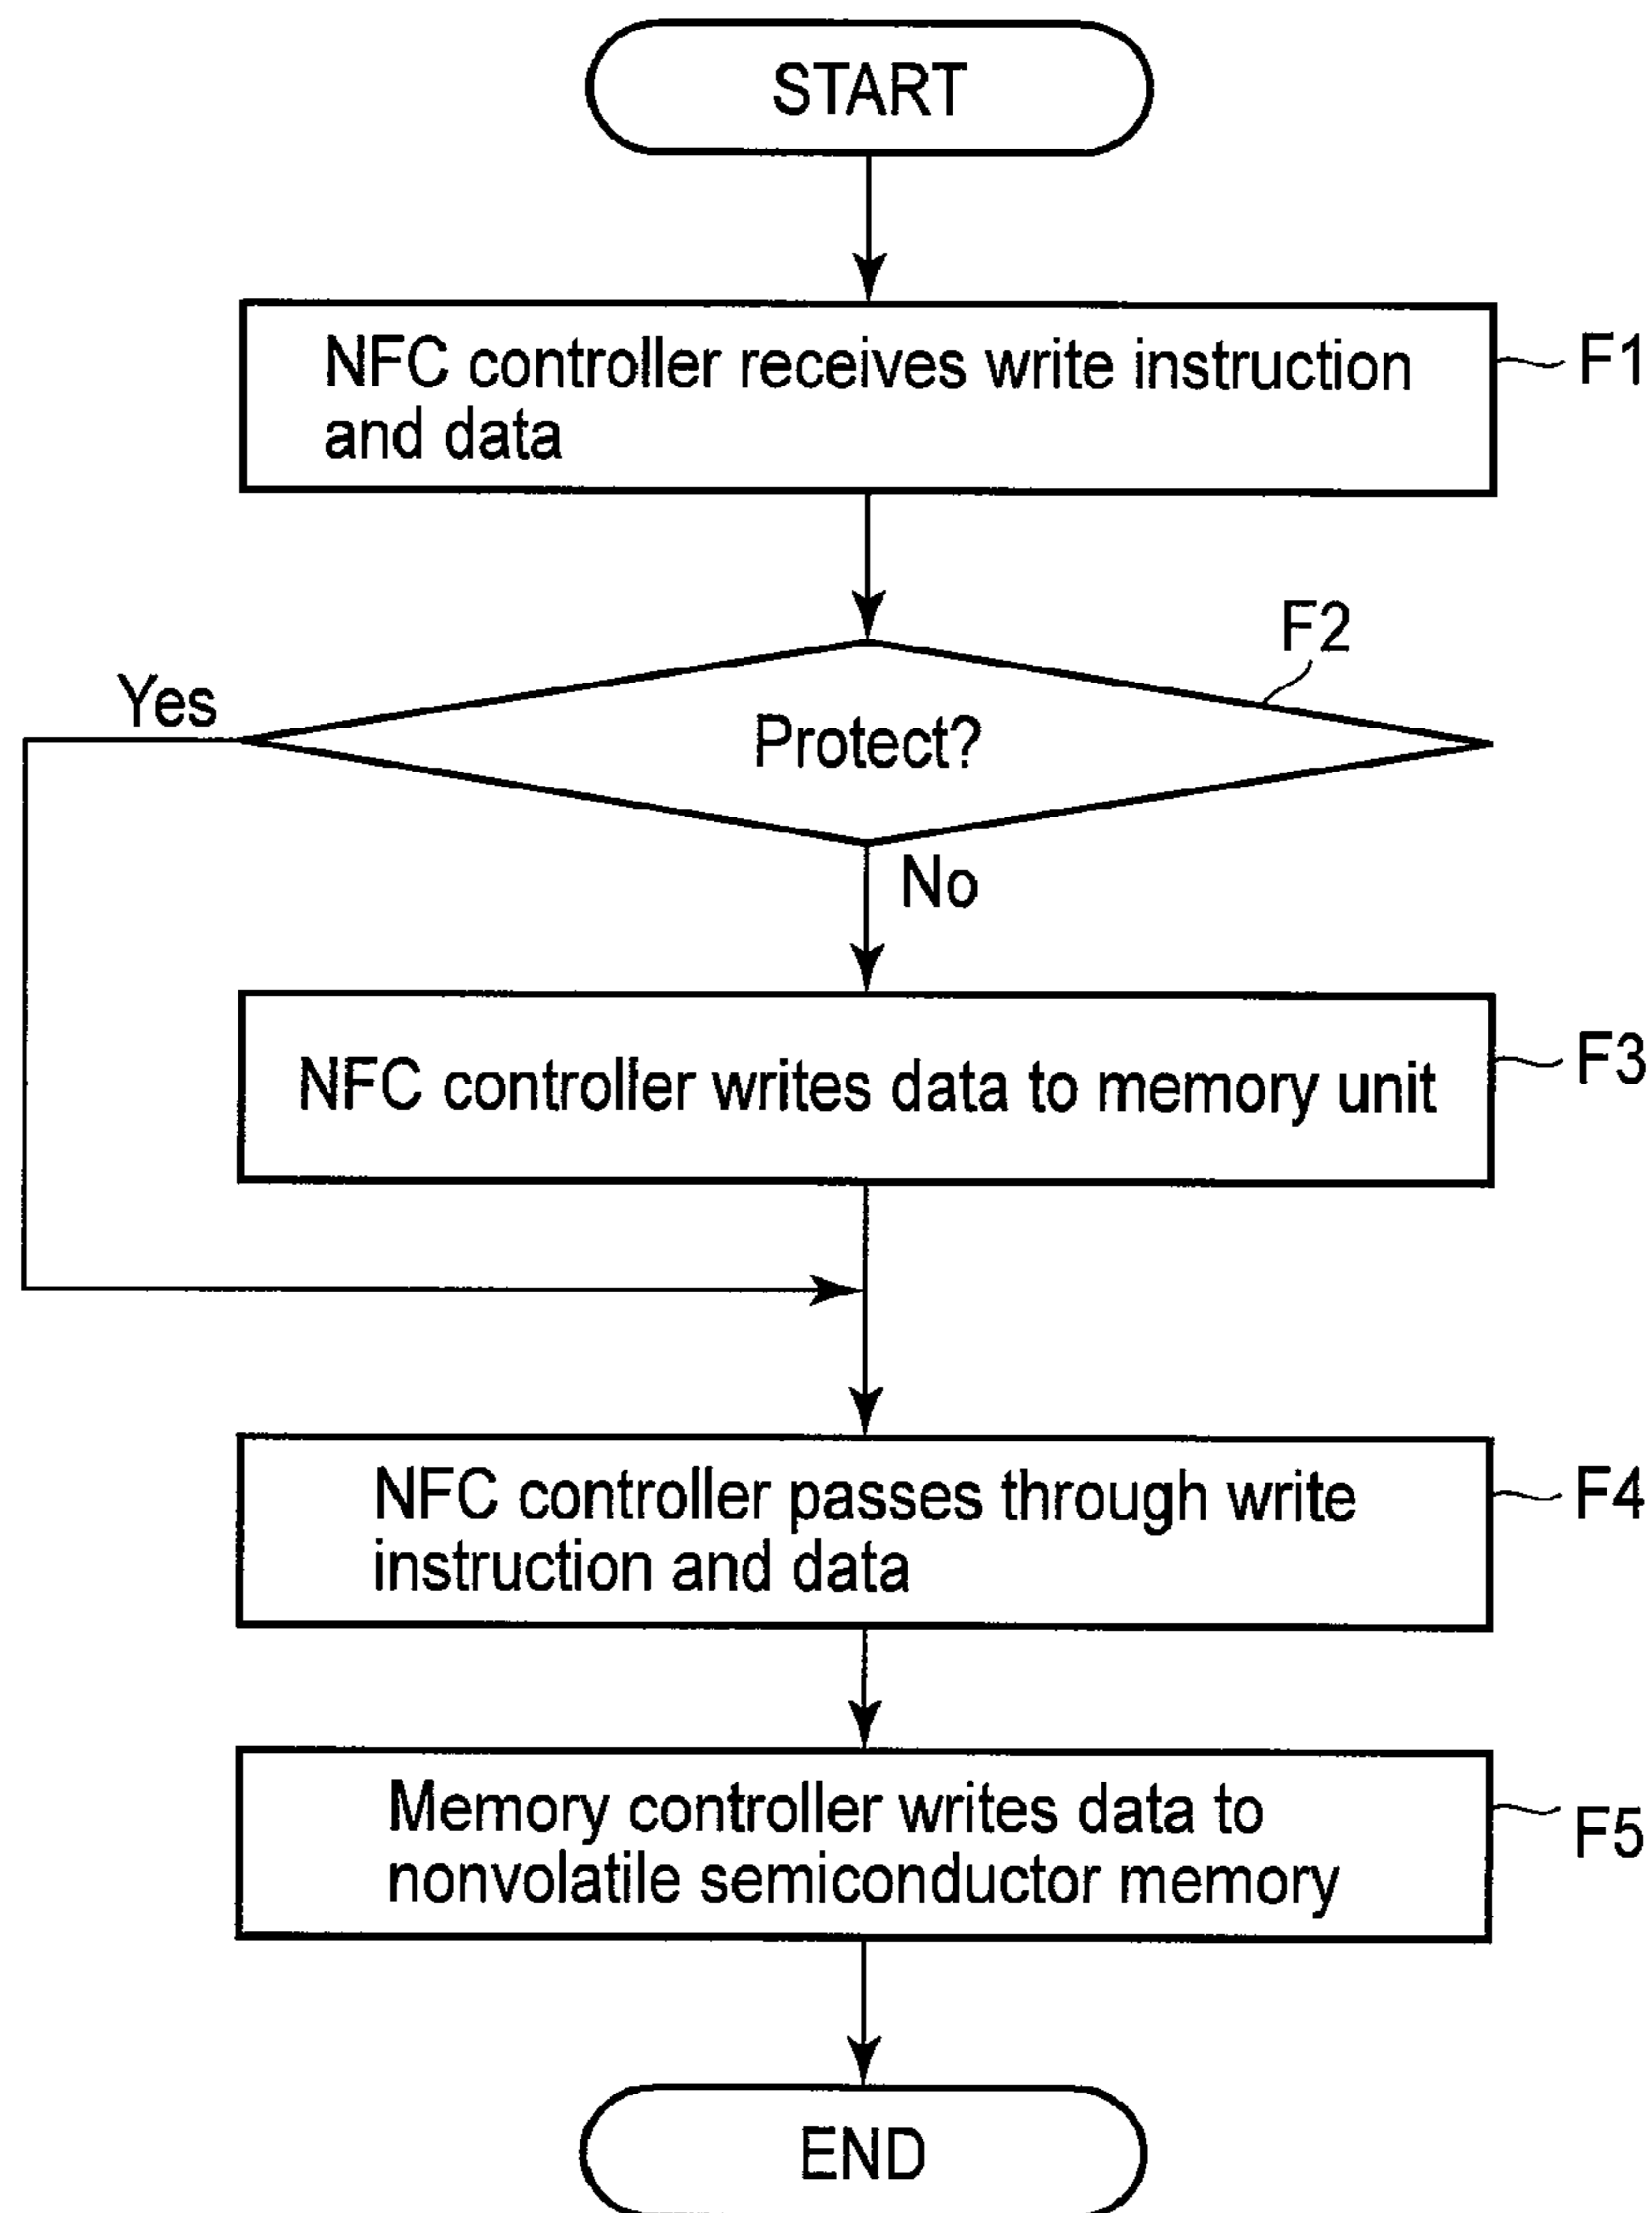 START
NFC controller receives write instruction
and data
F1
F2
Yes
Protect?
No
NFC controller writes data to memory unit
F3
NFC controller passes through write
instruction and data
F4
Memory controller writes data to
nonvolatile semiconductor memory
F5
END